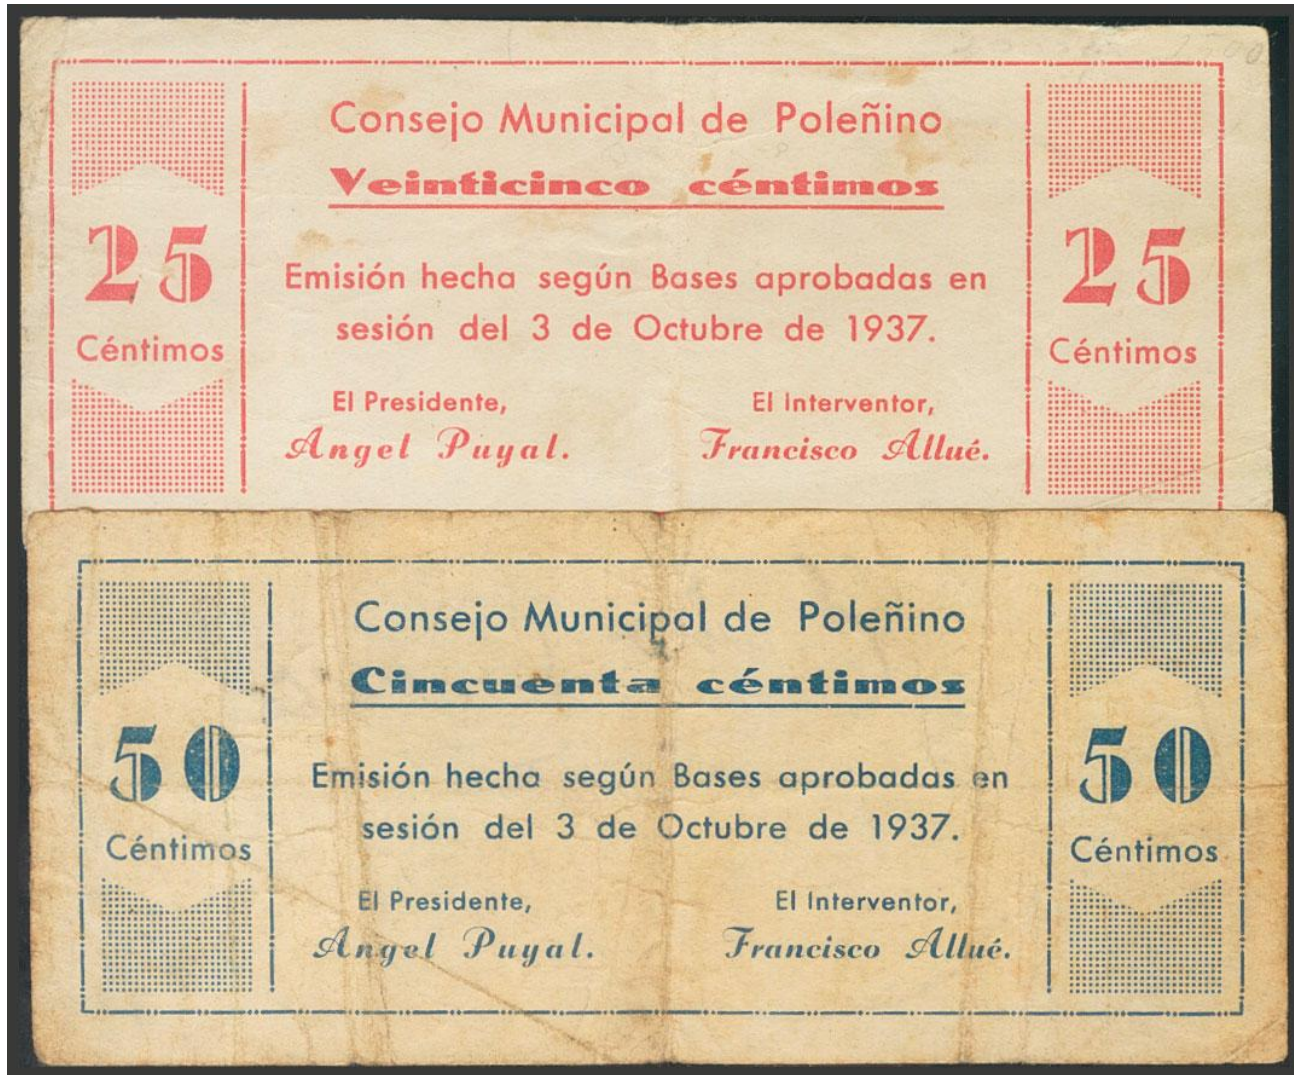 Consejo Municipal de Poleñino
Veinticinco céntimos
25
Céntimos
25
Céntimos
Emisión hecha según Bases aprobadas en
sesión del 3 de Octubre de 1937.
El Presidente,
Angel Puyal.
El Interventor,
Francisco Allué.
Consejo Municipal de Poleñino
Cincuenta céntimos
50
Céntimos
50
Céntimos
Emisión hecha según Bases aprobadas en
sesión del 3 de Octubre de 1937.
El Presidente,
Angel Puyal.
El Interventor,
Francisco Allué.